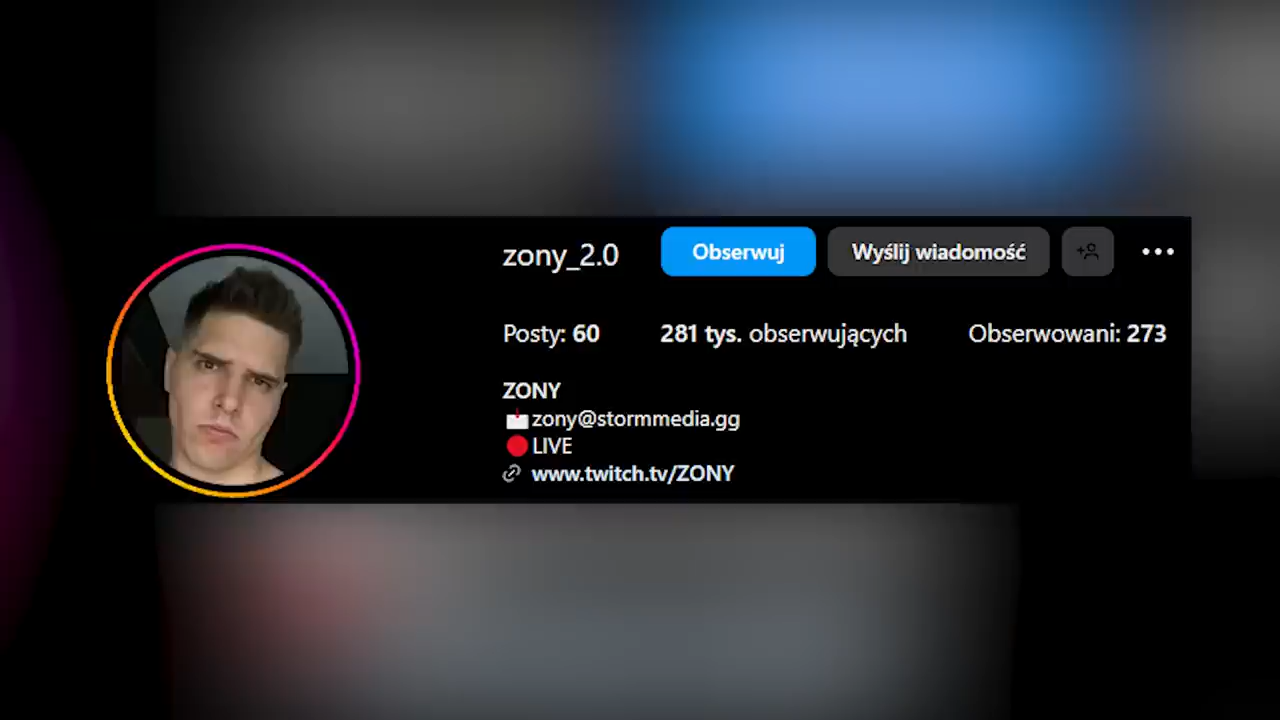 zony_2.0 Obserwuj Wyślij wiadomość
Posty: 60 281 tys. obserwujących Obserwowani: 273
ZONY
zony@stormmedia.gg
LIVE
www.twitch.tv/ZONY